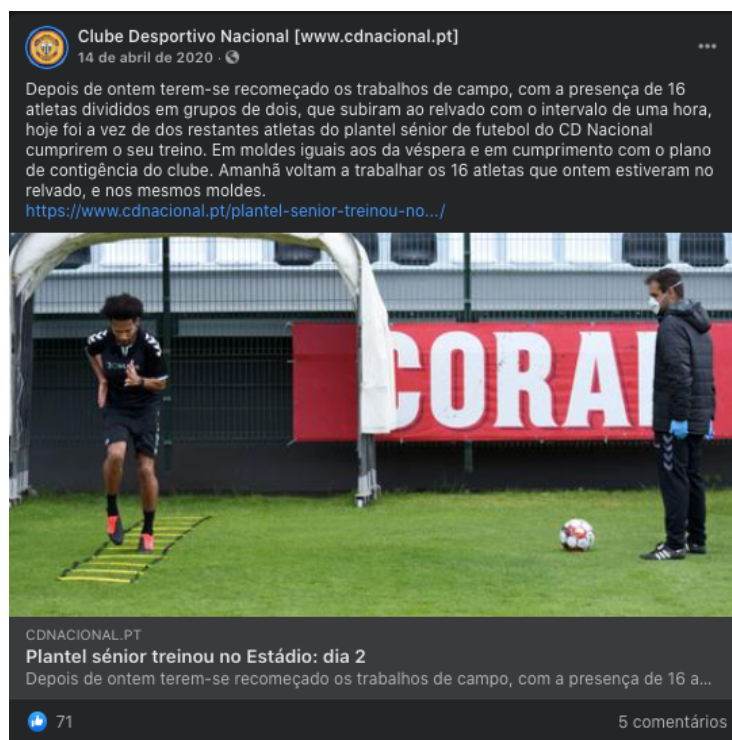 Clube Desportivo Nacional [www.cdnacional.pt]
14 de abril de 2020 ·
Depois de ontem terem-se recomeçado os trabalhos de campo, com a presença de 16
atletas divididos em grupos de dois, que subiram ao relvado com o intervalo de uma hora,
hoje foi a vez de dos restantes atletas do plantel sénior de futebol do CD Nacional
cumprirem o seu treino. Em moldes iguais aos da véspera e em cumprimento com o plano
de contigência do clube. Amanhã voltam a trabalhar os 16 atletas que ontem estiveram no
relvado, e nos mesmos moldes.
https://www.cdnacional.pt/plantel-senior-treinou-no.../
CORAL
CDNACIONAL.PT
Plantel sénior treinou no Estádio: dia 2
Depois de ontem terem-se recomeçado os trabalhos de campo, com a presença de 16 a...
71
5 comentários